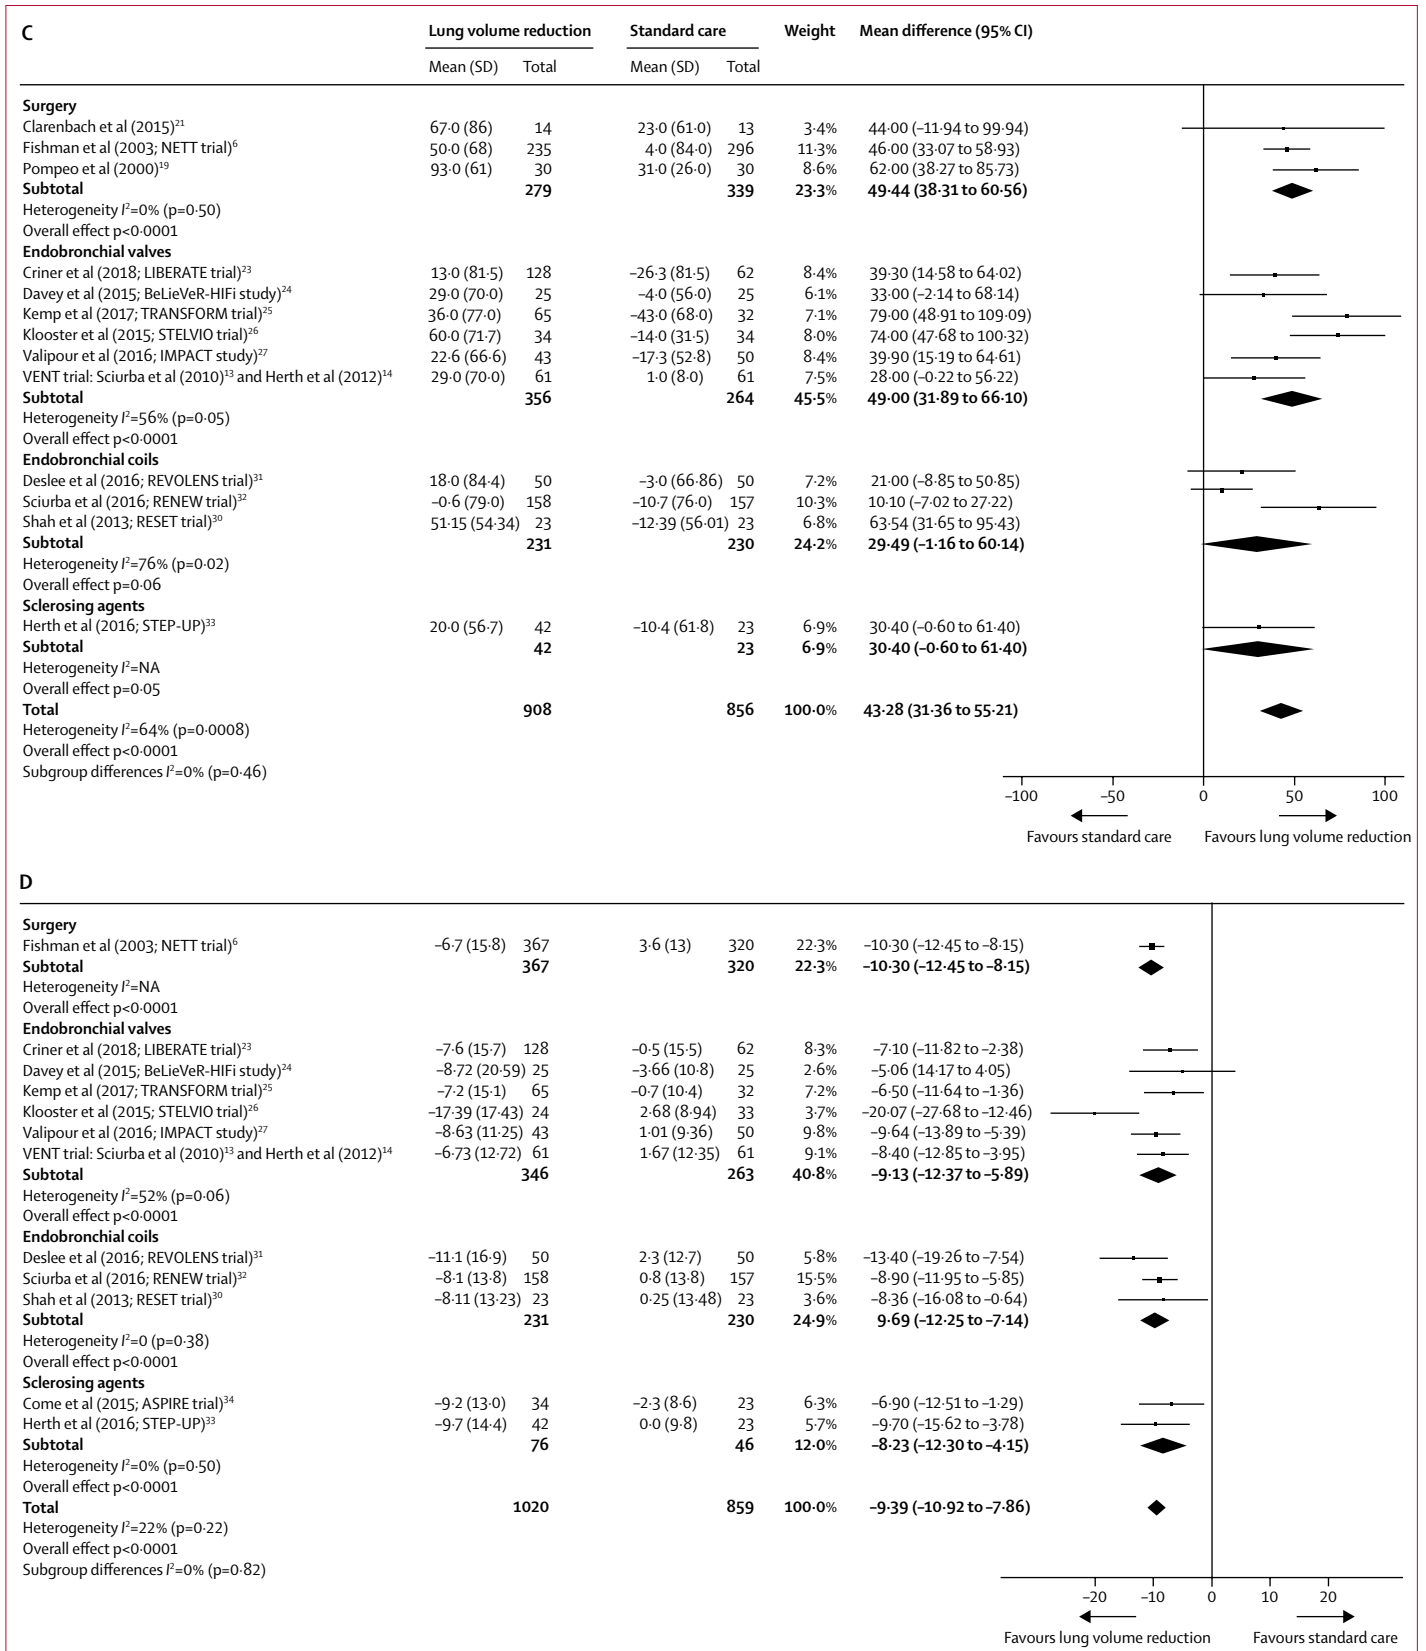 C Lung volume reduction Standard care Weight Mean difference (95% CI)
Mean (SD) Total Mean (SD) Total
Surgery
Clarenbach et al (2015)21 67·0 (86) 14 23·0 (61·0) 13 3·4% 44·00 (–11·94 to 99·94)
Fishman et al (2003; NETT trial)6 50·0 (68) 235 4·0 (84·0) 296 11·3% 46·00 (33·07 to 58·93)
Pompeo et al (2000)19 93·0 (61) 30 31·0 (26·0) 30 8·6% 62·00 (38·27 to 85·73)
Subtotal 279 339 23·3% 49·44 (38·31 to 60·56)
Heterogeneity I2=0% (p=0·50)
Overall effect p<0·0001
Endobronchial valves
Criner et al (2018; LIBERATE trial)23 13·0 (81·5) 128 –26·3 (81·5) 62 8·4% 39·30 (14·58 to 64·02)
Davey et al (2015; BeLieVeR-HIFi study)24 29·0 (70·0) 25 –4·0 (56·0) 25 6·1% 33·00 (–2·14 to 68·14)
Kemp et al (2017; TRANSFORM trial)25 36·0 (77·0) 65 –43·0 (68·0) 32 7·1% 79·00 (48·91 to 109·09)
Klooster et al (2015; STELVIO trial)26 60·0 (71·7) 34 –14·0 (31·5) 34 8·0% 74·00 (47·68 to 100·32)
Valipour et al (2016; IMPACT study)27 22·6 (66·6) 43 –17·3 (52·8) 50 8·4% 39·90 (15·19 to 64·61)
VENT trial: Sciurba et al (2010)13 and Herth et al (2012)14 29·0 (70·0) 61 1·0 (8·0) 61 7·5% 28·00 (–0·22 to 56·22)
Subtotal 356 264 45·5% 49·00 (31·89 to 66·10)
Heterogeneity I2=56% (p=0·05)
Overall effect p<0·0001
Endobronchial coils
Deslee et al (2016; REVOLENS trial)31 18·0 (84·4) 50 –3·0 (66·86) 50 7·2% 21·00 (–8·85 to 50·85)
Sciurba et al (2016; RENEW trial)32 –0·6 (79·0) 158 –10·7 (76·0) 157 10·3% 10·10 (–7·02 to 27·22)
Shah et al (2013; RESET trial)30 51·15 (54·34) 23 –12·39 (56·01) 23 6·8% 63·54 (31·65 to 95·43)
Subtotal 231 230 24·2% 29·49 (–1·16 to 60·14)
Heterogeneity I2=76% (p=0·02)
Overall effect p=0·06
Sclerosing agents
Herth et al (2016; STEP-UP)33 20·0 (56·7) 42 –10·4 (61·8) 23 6·9% 30·40 (–0·60 to 61·40)
Subtotal 42 23 6·9% 30·40 (–0·60 to 61·40)
Heterogeneity I2=NA
Overall effect p=0·05
Total 908 856 100·0% 43·28 (31·36 to 55·21)
Heterogeneity I2=64% (p=0·0008)
Overall effect p<0·0001
Subgroup differences I2=0% (p=0·46)
–100 –50 0 50 100
Favours standard care Favours lung volume reduction
D
Surgery
Fishman et al (2003; NETT trial)6 –6·7 (15·8) 367 3·6 (13) 320 22·3% –10·30 (–12·45 to –8·15)
Subtotal 367 320 22·3% –10·30 (–12·45 to –8·15)
Heterogeneity I2=NA
Overall effect p<0·0001
Endobronchial valves
Criner et al (2018; LIBERATE trial)23 –7·6 (15·7) 128 –0·5 (15·5) 62 8·3% –7·10 (–11·82 to –2·38)
Davey et al (2015; BeLieVeR-HIFi study)24 –8·72 (20·59) 25 –3·66 (10·8) 25 2·6% –5·06 (14·17 to 4·05)
Kemp et al (2017; TRANSFORM trial)25 –7·2 (15·1) 65 –0·7 (10·4) 32 7·2% –6·50 (–11·64 to –1·36)
Klooster et al (2015; STELVIO trial)26 –17·39 (17·43) 24 2·68 (8·94) 33 3·7% –20·07 (–27·68 to –12·46)
Valipour et al (2016; IMPACT study)27 –8·63 (11·25) 43 1·01 (9·36) 50 9·8% –9·64 (–13·89 to –5·39)
VENT trial: Sciurba et al (2010)13 and Herth et al (2012)14 –6·73 (12·72) 61 1·67 (12·35) 61 9·1% –8·40 (–12·85 to –3·95)
Subtotal 346 263 40·8% –9·13 (–12·37 to –5·89)
Heterogeneity I2=52% (p=0·06)
Overall effect p<0·0001
Endobronchial coils
Deslee et al (2016; REVOLENS trial)31 –11·1 (16·9) 50 2·3 (12·7) 50 5·8% –13·40 (–19·26 to –7·54)
Sciurba et al (2016; RENEW trial)32 –8·1 (13·8) 158 0·8 (13·8) 157 15·5% –8·90 (–11·95 to –5·85)
Shah et al (2013; RESET trial)30 –8·11 (13·23) 23 0·25 (13·48) 23 3·6% –8·36 (–16·08 to –0·64)
Subtotal 231 230 24·9% 9·69 (–12·25 to –7·14)
Heterogeneity I2=0 (p=0·38)
Overall effect p<0·0001
Sclerosing agents
Come et al (2015; ASPIRE trial)34 –9·2 (13·0) 34 –2·3 (8·6) 23 6·3% –6·90 (–12·51 to –1·29)
Herth et al (2016; STEP-UP)33 –9·7 (14·4) 42 0·0 (9·8) 23 5·7% –9·70 (–15·62 to –3·78)
Subtotal 76 46 12·0% –8·23 (–12·30 to –4·15)
Heterogeneity I2=0% (p=0·50)
Overall effect p<0·0001
Total 1020 859 100·0% –9·39 (–10·92 to –7·86)
Heterogeneity I2=22% (p=0·22)
Overall effect p<0·0001
Subgroup differences I2=0% (p=0·82)
–20 –10 0 10 20
Favours lung volume reduction Favours standard care